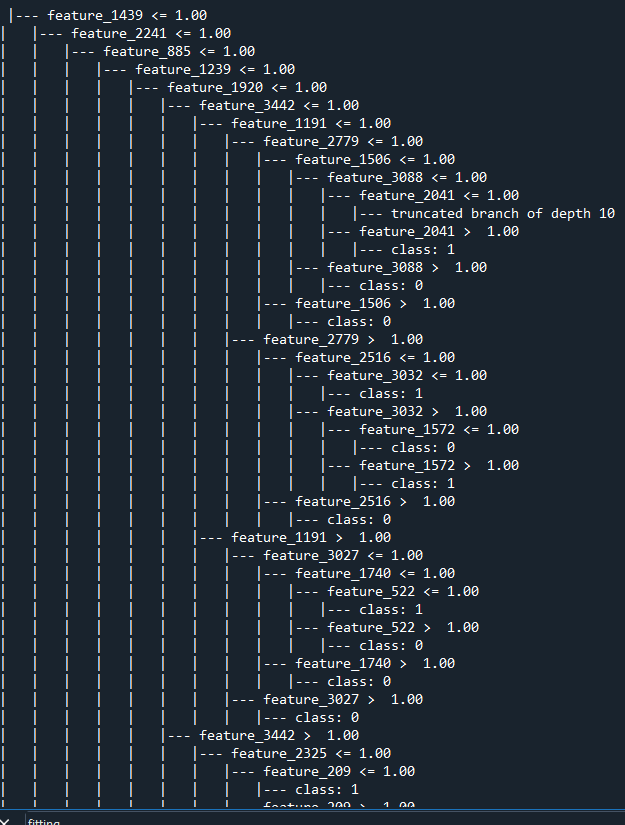 |--- feature_1439 <= 1.00
|   |--- feature_2241 <= 1.00
|   |   |--- feature_885 <= 1.00
|   |   |   |--- feature_1239 <= 1.00
|   |   |   |   |--- feature_1920 <= 1.00
|   |   |   |   |   |--- feature_3442 <= 1.00
|   |   |   |   |   |   |--- feature_1191 <= 1.00
|   |   |   |   |   |   |   |--- feature_2779 <= 1.00
|   |   |   |   |   |   |   |   |--- feature_1506 <= 1.00
|   |   |   |   |   |   |   |   |   |--- feature_3088 <= 1.00
|   |   |   |   |   |   |   |   |   |   |--- feature_2041 <= 1.00
|   |   |   |   |   |   |   |   |   |   |   |--- truncated branch of depth 10
|   |   |   |   |   |   |   |   |   |   |--- feature_2041 >  1.00
|   |   |   |   |   |   |   |   |   |   |   |--- class: 1
|   |   |   |   |   |   |   |   |   |--- feature_3088 >  1.00
|   |   |   |   |   |   |   |   |   |   |--- class: 0
|   |   |   |   |   |   |   |   |--- feature_1506 >  1.00
|   |   |   |   |   |   |   |   |   |--- class: 0
|   |   |   |   |   |   |   |--- feature_2779 >  1.00
|   |   |   |   |   |   |   |   |--- feature_2516 <= 1.00
|   |   |   |   |   |   |   |   |   |--- feature_3032 <= 1.00
|   |   |   |   |   |   |   |   |   |   |--- class: 1
|   |   |   |   |   |   |   |   |   |--- feature_3032 >  1.00
|   |   |   |   |   |   |   |   |   |   |--- feature_1572 <= 1.00
|   |   |   |   |   |   |   |   |   |   |   |--- class: 0
|   |   |   |   |   |   |   |   |   |   |--- feature_1572 >  1.00
|   |   |   |   |   |   |   |   |   |   |   |--- class: 1
|   |   |   |   |   |   |   |   |--- feature_2516 >  1.00
|   |   |   |   |   |   |   |   |   |--- class: 0
|   |   |   |   |   |   |--- feature_1191 >  1.00
|   |   |   |   |   |   |   |--- feature_3027 <= 1.00
|   |   |   |   |   |   |   |   |--- feature_1740 <= 1.00
|   |   |   |   |   |   |   |   |   |--- feature_522 <= 1.00
|   |   |   |   |   |   |   |   |   |   |--- class: 1
|   |   |   |   |   |   |   |   |   |--- feature_522 >  1.00
|   |   |   |   |   |   |   |   |   |   |--- class: 0
|   |   |   |   |   |   |   |   |--- feature_1740 >  1.00
|   |   |   |   |   |   |   |   |   |--- class: 0
|   |   |   |   |   |   |   |--- feature_3027 >  1.00
|   |   |   |   |   |   |   |   |--- class: 0
|   |   |   |   |   |--- feature_3442 >  1.00
|   |   |   |   |   |   |--- feature_2325 <= 1.00
|   |   |   |   |   |   |   |--- feature_209 <= 1.00
|   |   |   |   |   |   |   |   |--- class: 1
|   |   |   |   |   |   |   |--- feature_209 >  1.00
fitting